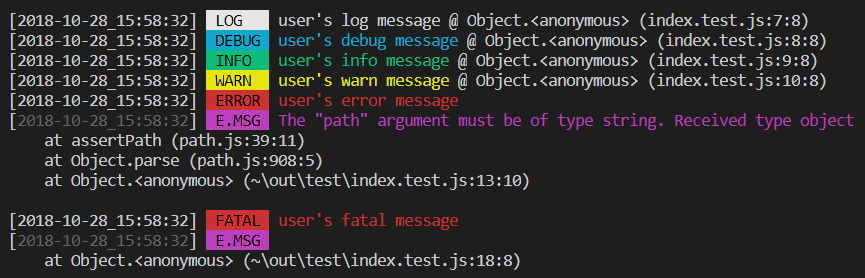 [2018-10-28_15:58:32] LOG user's log message @ Object.<anonymous> (index.test.js:7:8)
[2018-10-28_15:58:32] DEBUG user's debug message @ Object.<anonymous> (index.test.js:8:8)
[2018-10-28_15:58:32] INFO user's info message @ Object.<anonymous> (index.test.js:9:8)
[2018-10-28_15:58:32] WARN user's warn message @ Object.<anonymous> (index.test.js:10:8)
[2018-10-28_15:58:32] ERROR user's error message
[2018-10-28_15:58:32] E.MSG The "path" argument must be of type string. Received type object
at assertPath (path.js:39:11)
at Object.parse (path.js:908:5)
at Object.<anonymous> (~\out\test\index.test.js:13:10)
[2018-10-28_15:58:32] FATAL user's fatal message
[2018-10-28_15:58:32] E.MSG
at Object.<anonymous> (~\out\test\index.test.js:18:8)